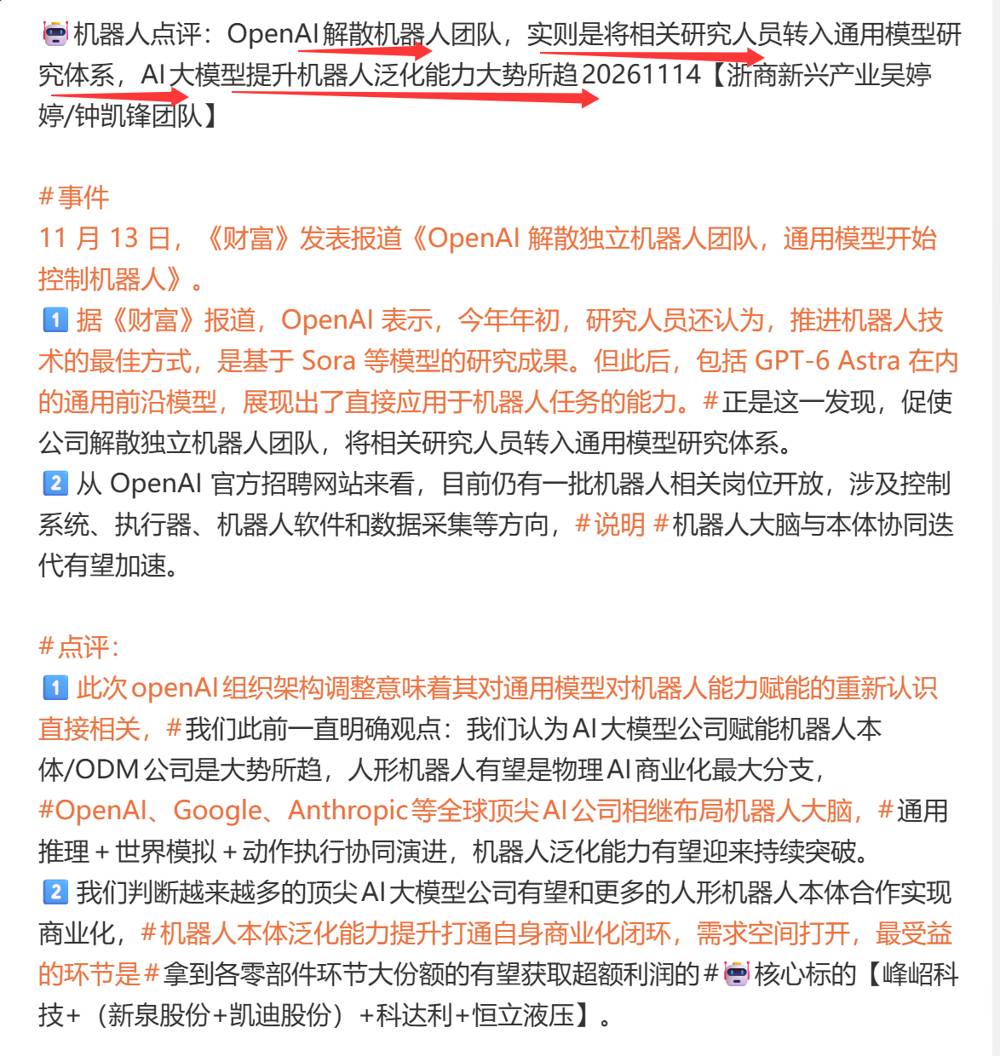 🤖机器人点评：OpenAI解散机器人团队，实则是将相关研究人员转入通用模型研
究体系，AI大模型提升机器人泛化能力大势所趋20261114【浙商新兴产业吴婷
婷/钟凯锋团队】
#事件
11 月 13 日，《财富》发表报道《OpenAI 解散独立机器人团队，通用模型开始
控制机器人》。
1️⃣ 据《财富》报道，OpenAI 表示，今年年初，研究人员还认为，推进机器人技
术的最佳方式，是基于 Sora 等模型的研究成果。但此后，包括 GPT-6 Astra 在内
的通用前沿模型，展现出了直接应用于机器人任务的能力。#正是这一发现，促使
公司解散独立机器人团队，将相关研究人员转入通用模型研究体系。
2️⃣ 从 OpenAI 官方招聘网站来看，目前仍有一批机器人相关岗位开放，涉及控制
系统、执行器、机器人软件和数据采集等方向，#说明 #机器人大脑与本体协同迭
代有望加速。
#点评：
1️⃣ 此次openAI组织架构调整意味着其对通用模型对机器人能力赋能的重新认识
直接相关，#我们此前一直明确观点：我们认为AI大模型公司赋能机器人本
体/ODM公司是大势所趋，人形机器人有望是物理AI商业化最大分支，
#OpenAI、Google、Anthropic等全球顶尖AI公司相继布局机器人大脑，#通用
推理＋世界模拟＋动作执行协同演进，机器人泛化能力有望迎来持续突破。
2️⃣ 我们判断越来越多的顶尖AI大模型公司有望和更多的人形机器人本体合作实现
商业化，#机器人本体泛化能力提升打通自身商业化闭环，需求空间打开，最受益
的环节是#拿到各零部件环节大份额的有望获取超额利润的#🤖核心标的【峰岹科
技+（新泉股份+凯迪股份）+科达利+恒立液压】。